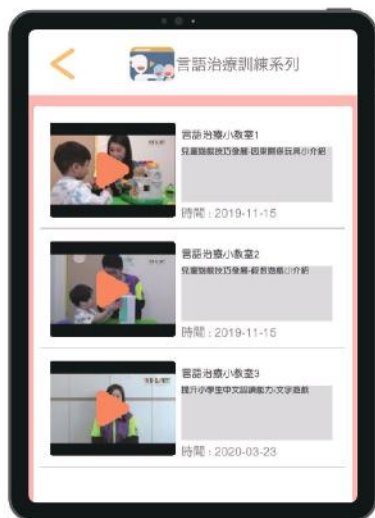 言語治療訓練系列
言語治療小教室1
兒童遊戲技巧發展-因果關係玩具小介紹
時間 : 2019-11-15
言語治療小教室2
兒童遊戲技巧發展-假想遊戲小介紹
時間 : 2019-11-15
言語治療小教室3
提升小學生中文認讀能力-文字遊戲
時間 : 2020-03-23